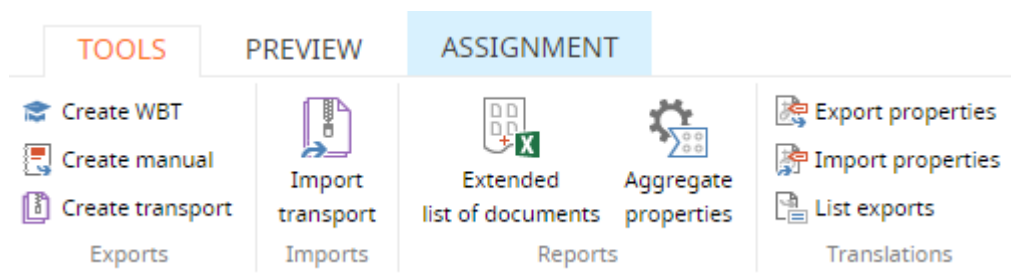 TOOLS PREVIEW ASSIGNMENT
Create WBT
Create manual
Create transport
Exports
Import
transport
Imports
Extended
list of documents
Aggregate
properties
Reports
Export properties
Import properties
List exports
Translations